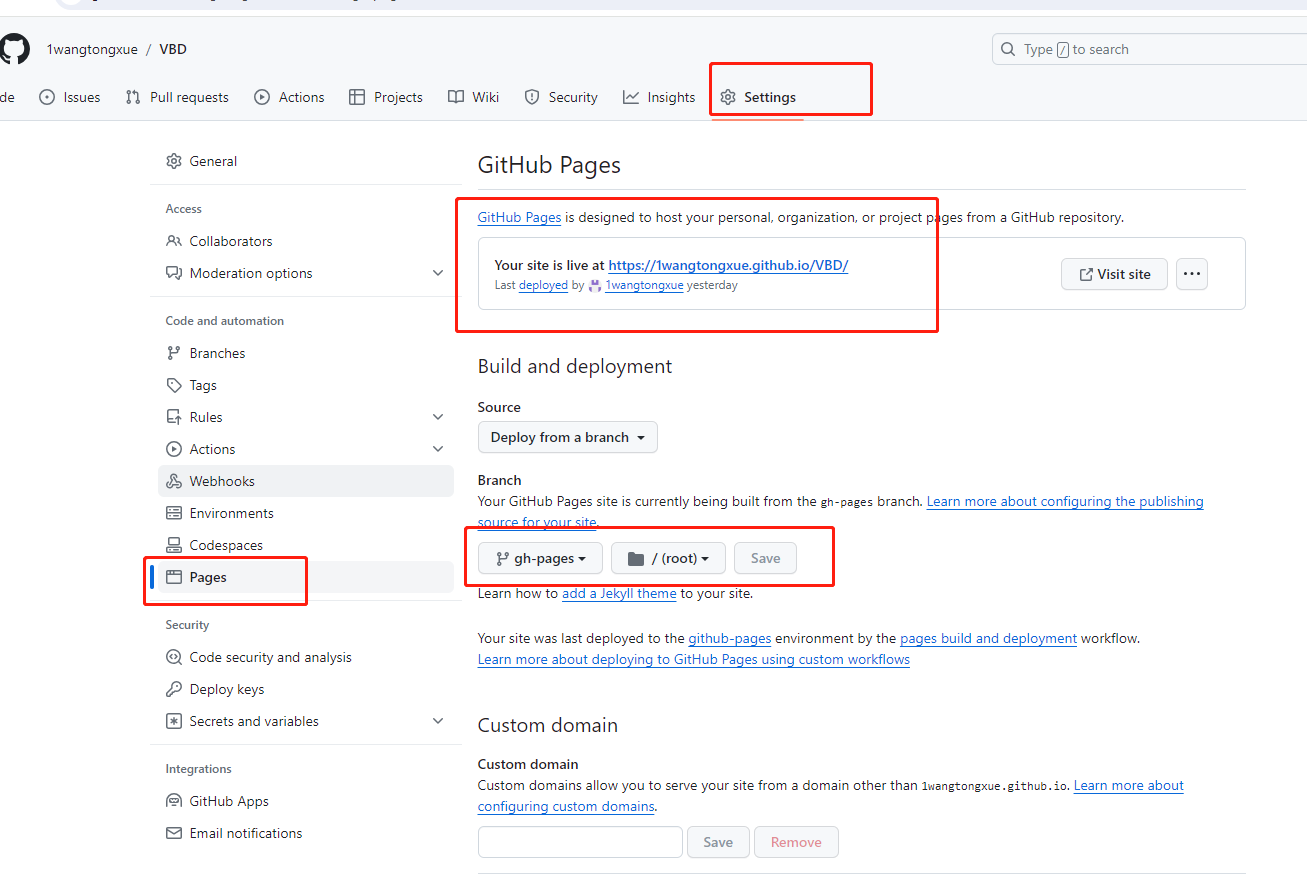 1wangtongxue / VBD
Type / to search
de Issues Pull requests Actions Projects Wiki Security Insights Settings
General
Access
Collaborators
Moderation options
Code and automation
Branches
Tags
Rules
Actions
Webhooks
Environments
Codespaces
Pages
Security
Code security and analysis
Deploy keys
Secrets and variables
Integrations
GitHub Apps
Email notifications
GitHub Pages
GitHub Pages is designed to host your personal, organization, or project pages from a GitHub repository.
Your site is live at https://1wangtongxue.github.io/VBD/
Last deployed by 1wangtongxue yesterday
Visit site
Build and deployment
Source
Deploy from a branch
Branch
Your GitHub Pages site is currently being built from the gh-pages branch. Learn more about configuring the publishing
source for your site.
gh-pages / (root) Save
Learn how to add a Jekyll theme to your site.
Your site was last deployed to the github-pages environment by the pages build and deployment workflow.
Learn more about deploying to GitHub Pages using custom workflows
Custom domain
Custom domain
Custom domains allow you to serve your site from a domain other than 1wangtongxue.github.io. Learn more about
configuring custom domains.
Save Remove